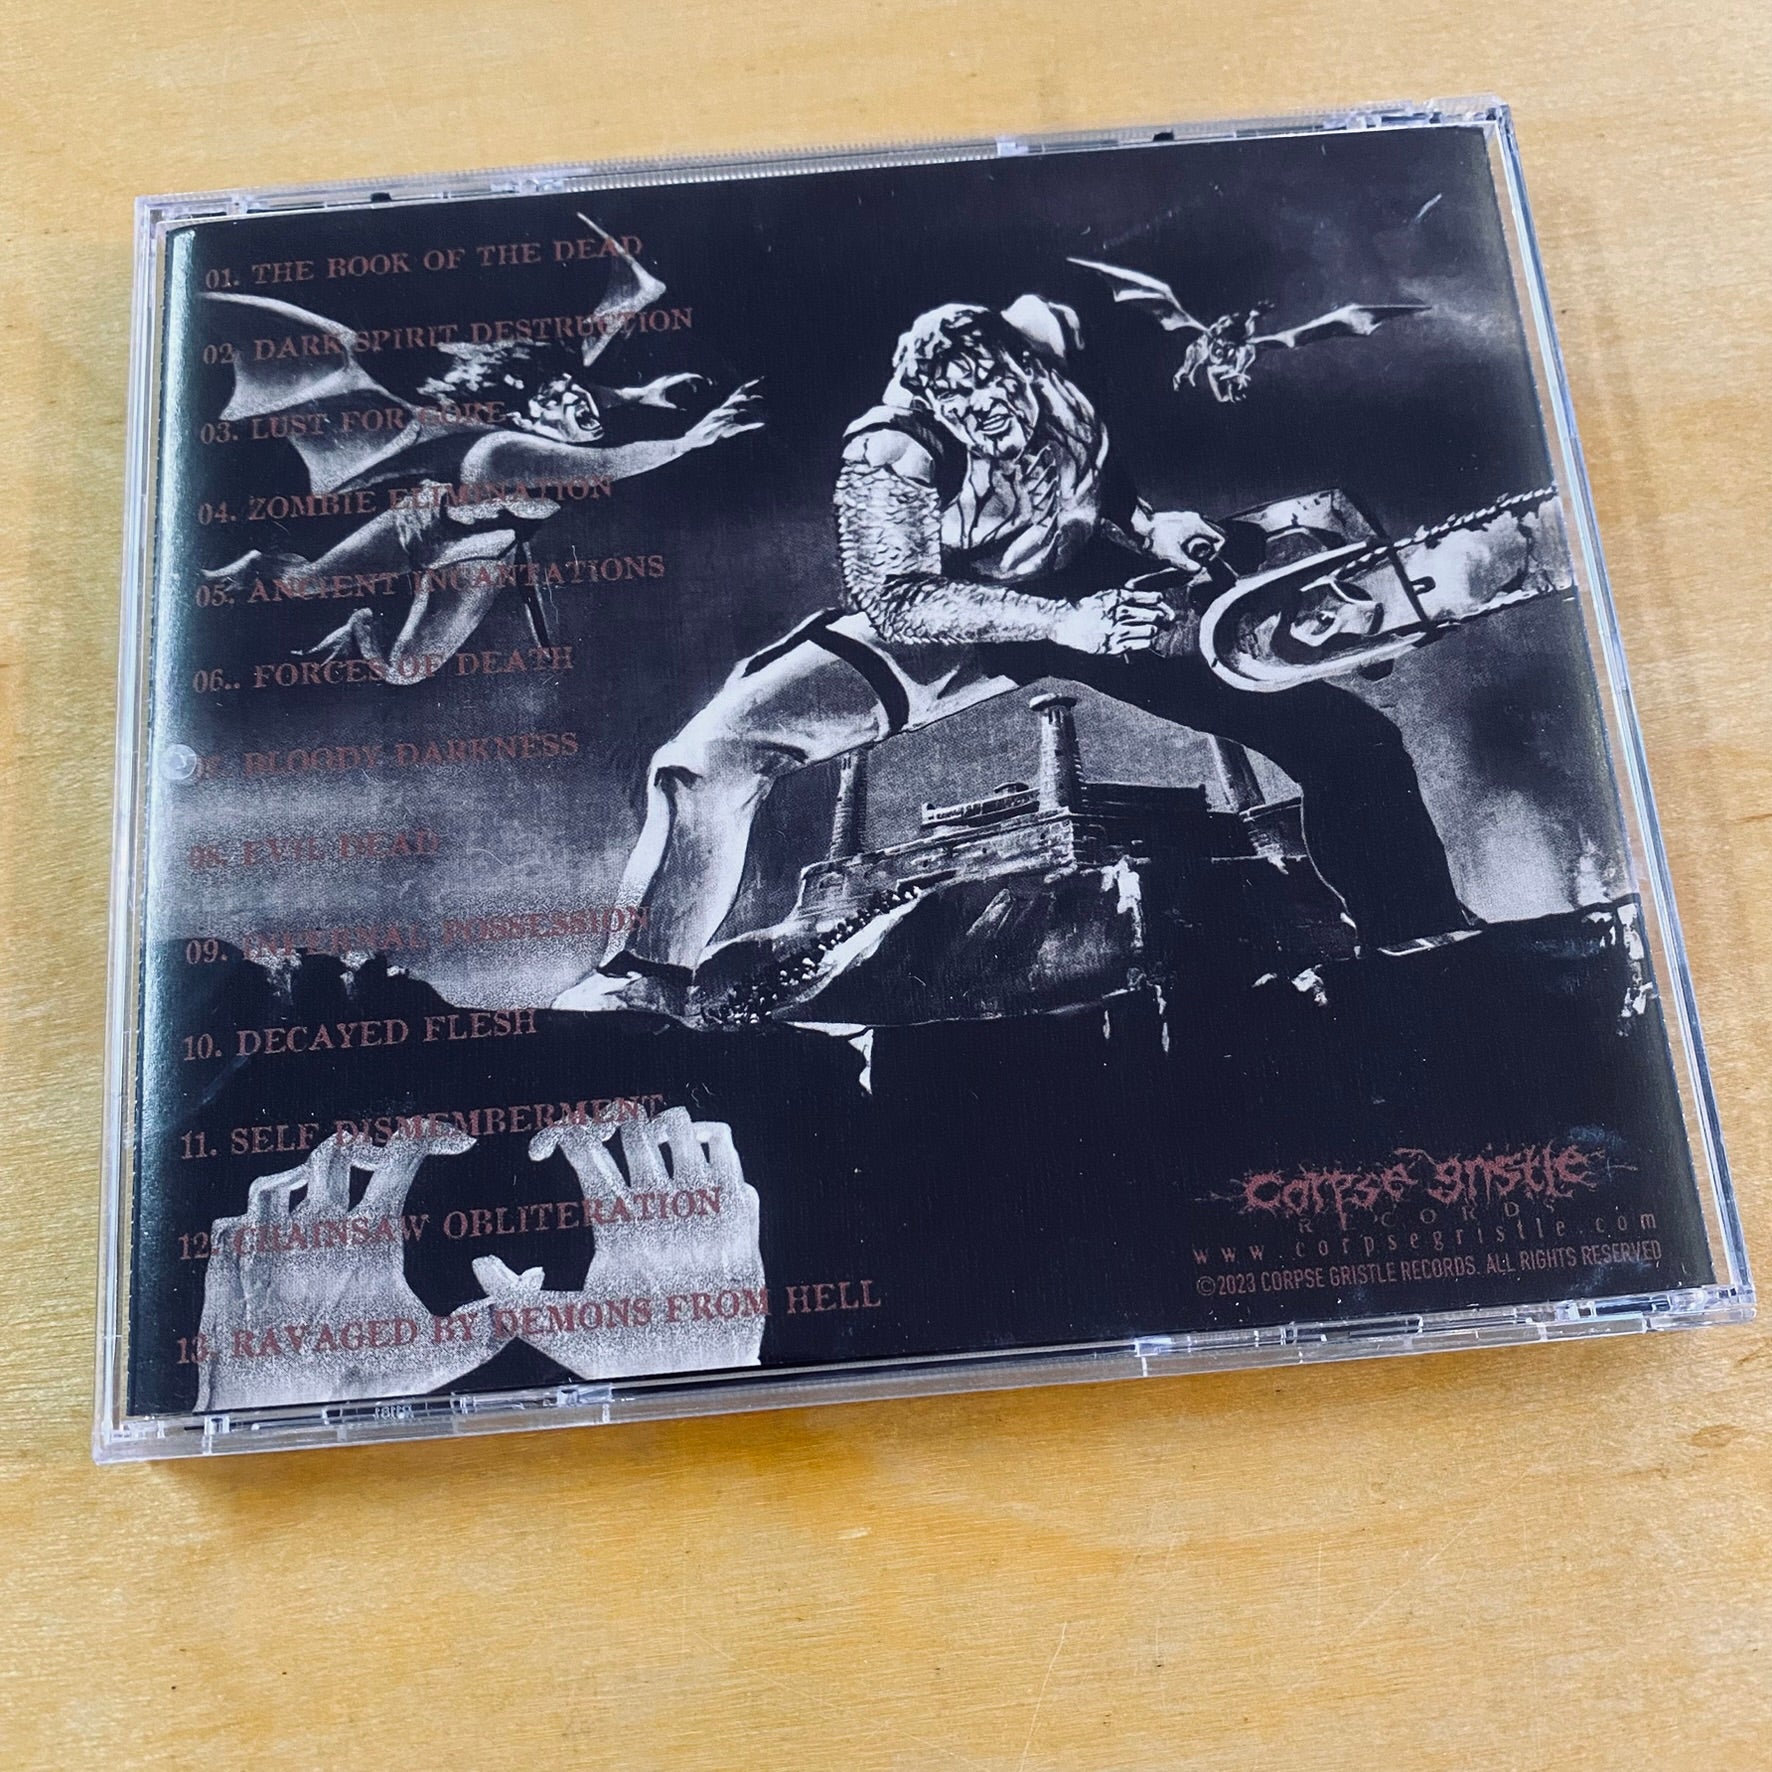 01. THE BOOK OF THE DEAD
02. DARK SPIRIT DESTRUCTION
03. LUST FOR GORE
04. ZOMBIE ELIMINATION
05. ANCIENT INCANTATIONS
06.. FORCES OF DEATH
07. BLOODY DARKNESS
08. EVIL DEAD
09. INFERNAL POSSESSION
10. DECAYED FLESH
11. SELF DISMEMBERMENT
12. CHAINSAW OBLITERATION
13. RAVAGED BY DEMONS FROM HELL
corpse gristle
RECORDS
www.corpsegristle.com
©2023 CORPSE GRISTLE RECORDS. ALL RIGHTS RESERVED